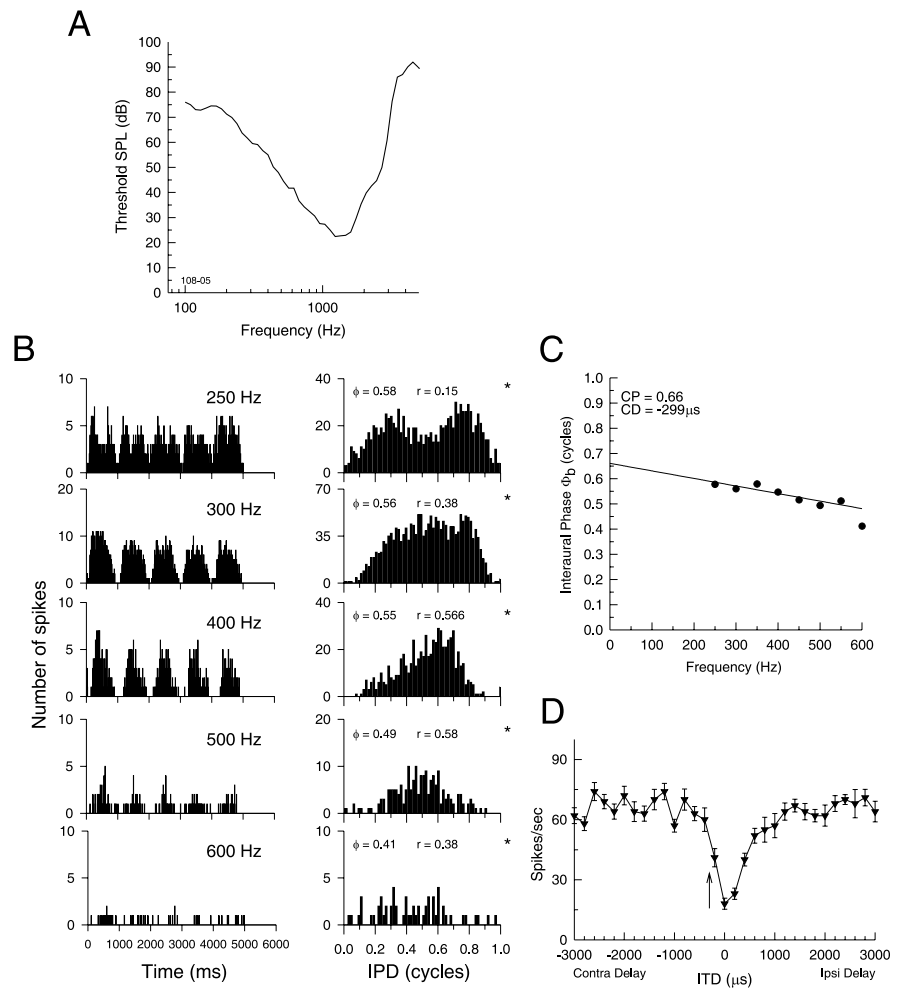 A
100
90
80
70
60
50
40
30
20
10
0
Threshold SPL (dB)
108-05
100 1000
Frequency (Hz)
B
Number of spikes
10
5
0
250 Hz
40
20
0
ϕ = 0.58 r = 0.15 *
20
10
0
300 Hz
70
35
0
ϕ = 0.56 r = 0.38 *
10
5
0
400 Hz
40
20
0
ϕ = 0.55 r = 0.566 *
10
5
0
500 Hz
20
10
0
ϕ = 0.49 r = 0.58 *
10
5
0
600 Hz
10
5
0
ϕ = 0.41 r = 0.38 *
0 1000 2000 3000 4000 5000 6000
Time (ms)
0.0 0.2 0.4 0.6 0.8 1.0
IPD (cycles)
C
1.0
0.9
0.8
0.7
0.6
0.5
0.4
0.3
0.2
0.1
0.0
Interaural Phase Φb (cycles)
CP = 0.66
CD = -299μs
0 100 200 300 400 500 600
Frequency (Hz)
D
90
60
30
0
Spikes/sec
-3000 -2000 -1000 0 1000 2000 3000
Contra Delay ITD (μs) Ipsi Delay